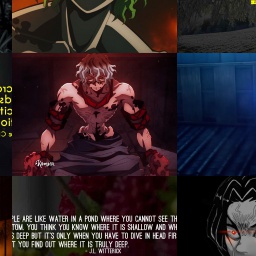 PLE ARE LIKE WATER IN A POND WHERE YOU CANNOT SEE TH
TOM. YOU THINK YOU KNOW WHERE IT IS SHALLOW AND WH
S DEEP BUT IT'S ONLY WHEN YOU HAVE TO DIVE IN HEAD FIR
T YOU FIND OUT WHERE IT IS TRULY DEEP.
- J.L. WITTERICK